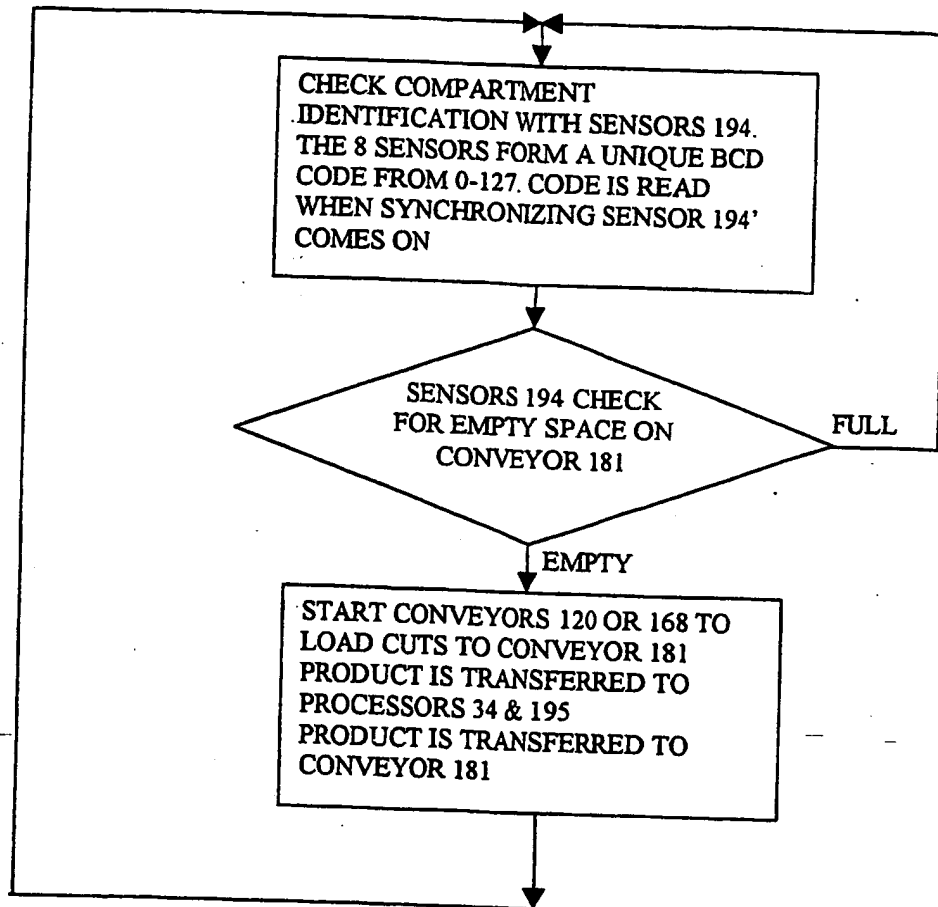 CHECK COMPARTMENT
IDENTIFICATION WITH SENSORS 194.
THE 8 SENSORS FORM A UNIQUE BCD
CODE FROM 0-127. CODE IS READ
WHEN SYNCHRONIZING SENSOR 194'
COMES ON
SENSORS 194 CHECK
FOR EMPTY SPACE ON
CONVEYOR 181
FULL
EMPTY
START CONVEYORS 120 OR 168 TO
LOAD CUTS TO CONVEYOR 181
PRODUCT IS TRANSFERRED TO
PROCESSORS 34 & 195
PRODUCT IS TRANSFERRED TO
CONVEYOR 181